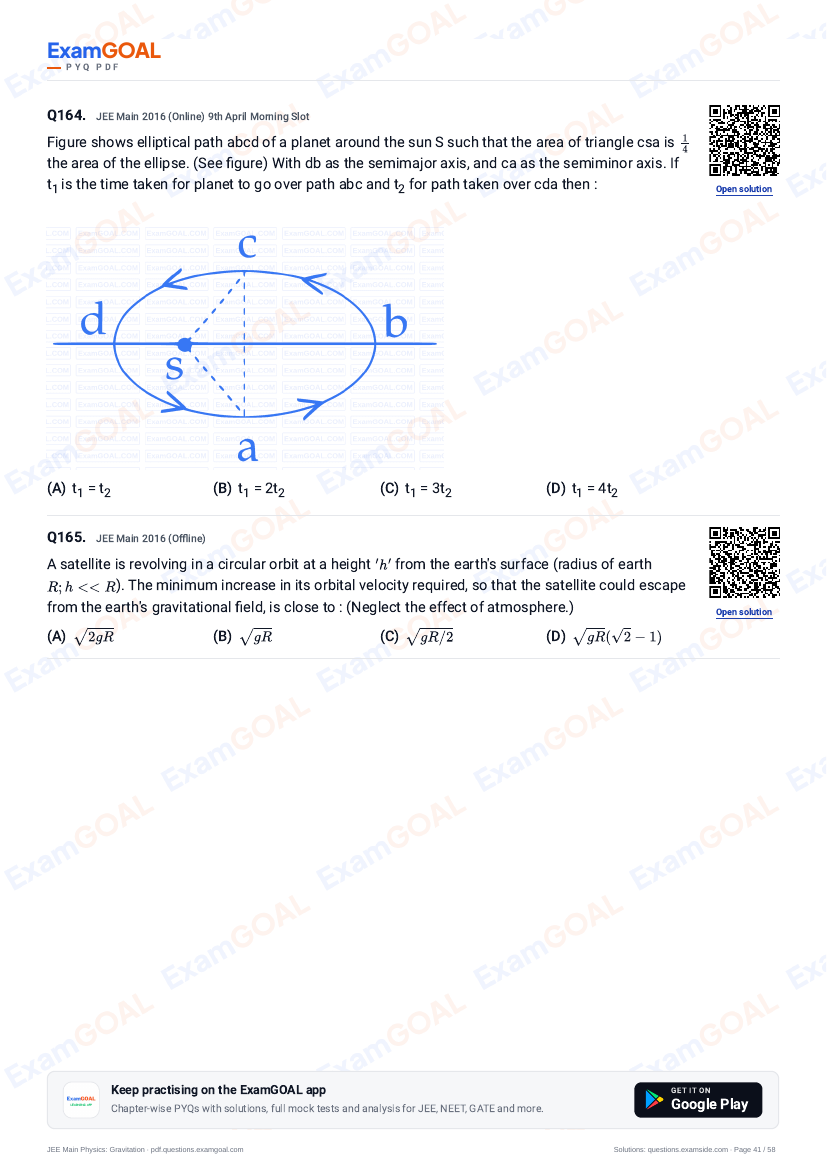 ExamGOAL
PYQ PDF
Q164. JEE Main 2016 (Online) 9th April Morning Slot
Figure shows elliptical path abcd of a planet around the sun S such that the area of triangle csa is 1/4
the area of the ellipse. (See figure) With db as the semimajor axis, and ca as the semiminor axis. If
t1 is the time taken for planet to go over path abc and t2 for path taken over cda then :
Open solution
c
d
b
s
a
(A) t1 = t2 (B) t1 = 2t2 (C) t1 = 3t2 (D) t1 = 4t2
Q165. JEE Main 2016 (Offline)
A satellite is revolving in a circular orbit at a height 'h' from the earth's surface (radius of earth
R; h << R). The minimum increase in its orbital velocity required, so that the satellite could escape
from the earth's gravitational field, is close to : (Neglect the effect of atmosphere.)
Open solution
(A) √2gR (B) √gR (C) √gR/2 (D) √gR(√2 − 1)
Keep practising on the ExamGOAL app
Chapter-wise PYQs with solutions, full mock tests and analysis for JEE, NEET, GATE and more.
GET IT ON
Google Play
JEE Main Physics: Gravitation · pdf.questions.examgoal.com
Solutions: questions.examside.com · Page 41 / 58